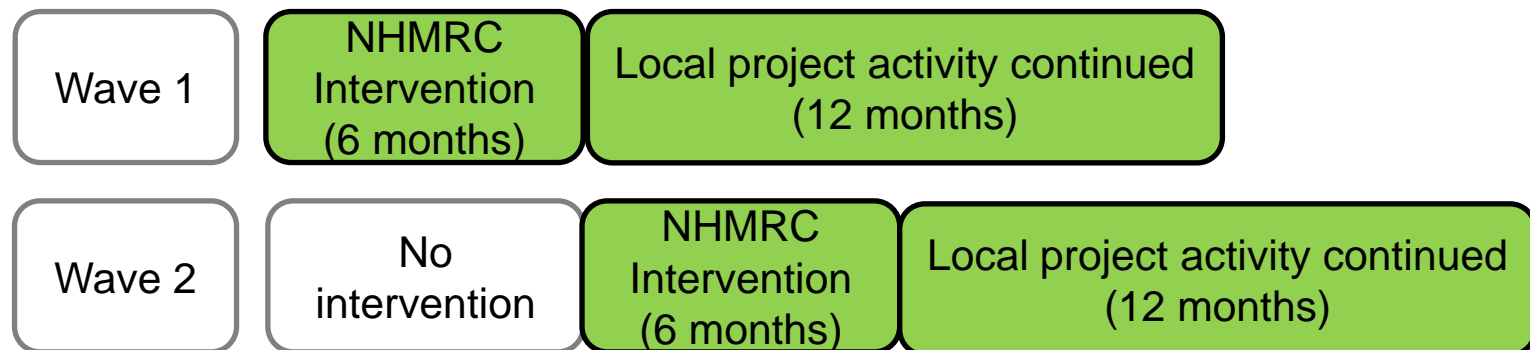 Wave 1
NHMRC
Intervention
(6 months)
Local project activity continued
(12 months)
Wave 2
No
intervention
NHMRC
Intervention
(6 months)
Local project activity continued
(12 months)